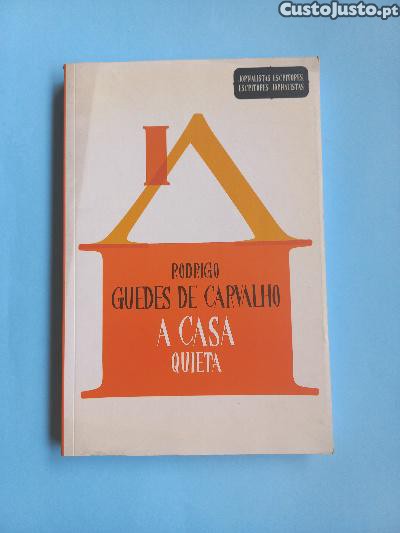 CustoJusto.pt
JORNALISTAS ESCRITORES,
ESCRITORES JORNALISTAS
RODRIGO
GUEDES DE CARVALHO
A CASA
QUIETA